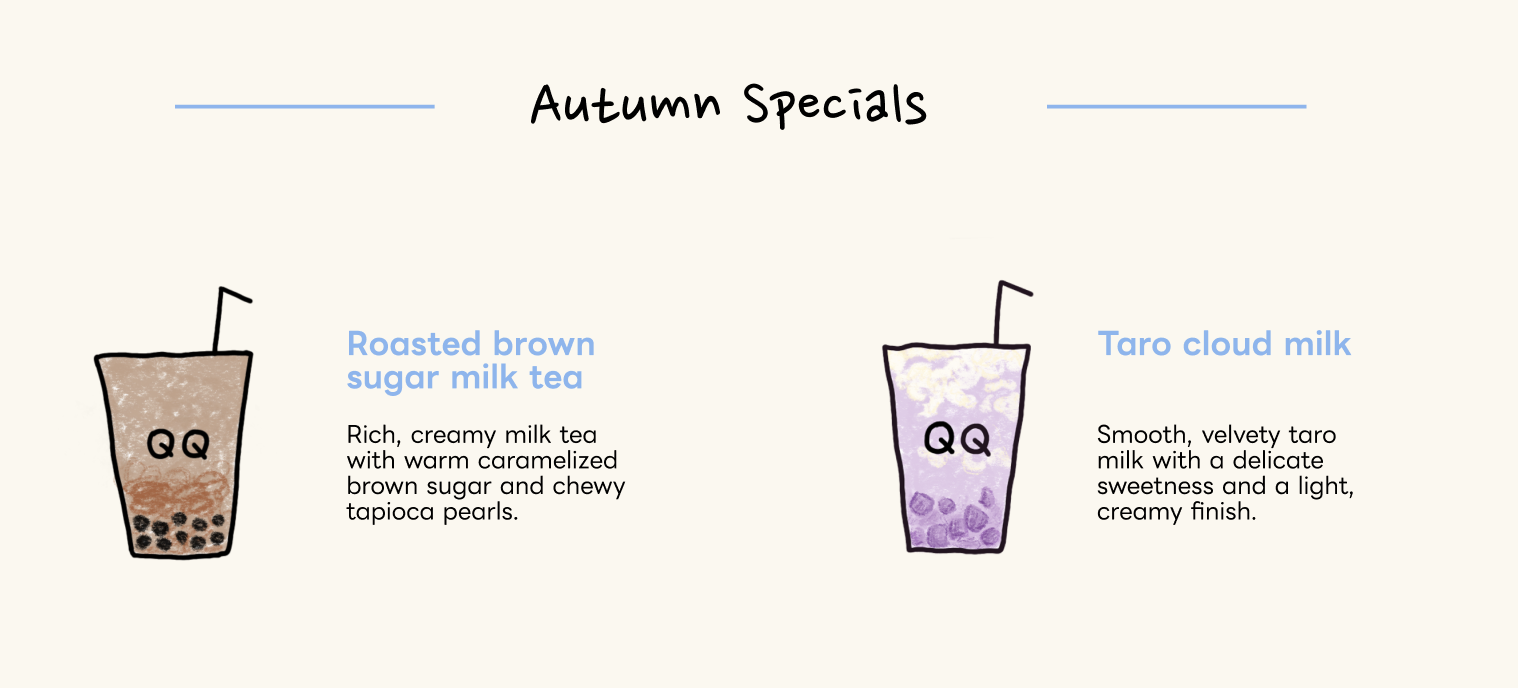 Autumn Specials
QQ
Roasted brown
sugar milk tea
Rich, creamy milk tea
with warm caramelized
brown sugar and chewy
tapioca pearls.
QQ
Taro cloud milk
Smooth, velvety taro
milk with a delicate
sweetness and a light,
creamy finish.